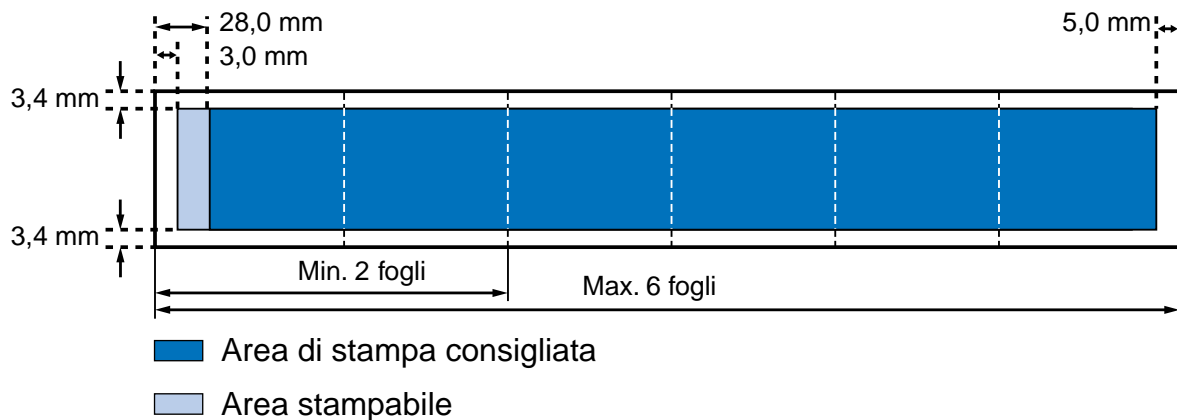 28,0 mm
5,0 mm
3,0 mm
3,4 mm
3,4 mm
Min. 2 fogli
Max. 6 fogli
Area di stampa consigliata
Area stampabile